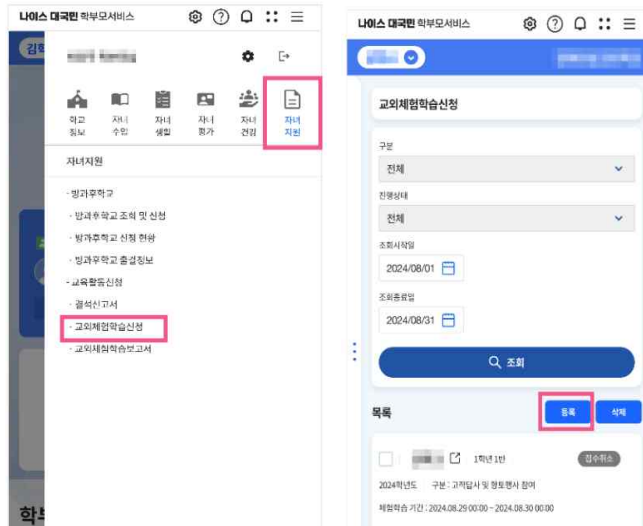 나이스 대국민 학부모서비스
학교
정보
자녀
수업
자녀
생활
자녀
평가
자녀
건강
자녀
지원
자녀지원
- 방과후학교
· 방과후학교 조회 및 신청
· 방과후학교 신청 현황
· 방과후학교 출결정보
- 교육활동신청
· 결석신고서
· 교외체험학습신청
· 교외체험학습보고서
학부
나이스 대국민 학부모서비스
교외체험학습신청
구분
전체
진행상태
전체
조회시작일
2024/08/01
조회종료일
2024/08/31
조회
목록
등록
삭제
1학년 1반
접수취소
2024학년도 구분 : 고적답사 및 향토행사 참여
체험학습 기간 : 2024.08.29 00:00 ~ 2024.08.30 00:00